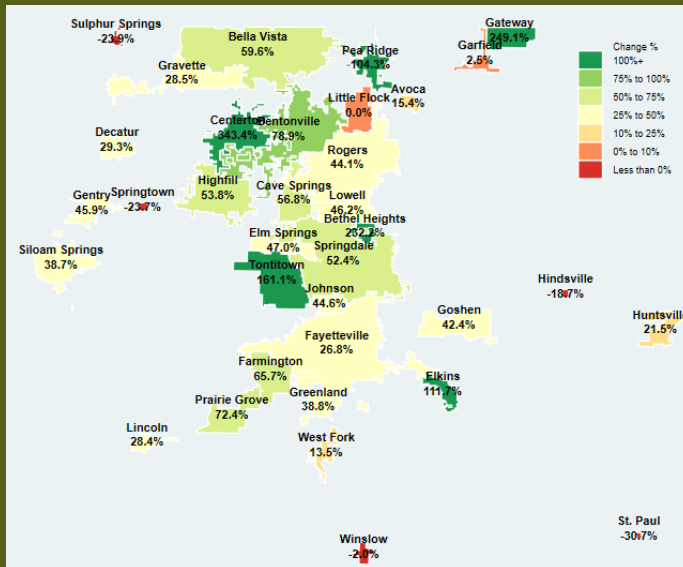 Sulphur Springs
-23.9%
Bella Vista
59.6%
Gateway
249.1%
Pea Ridge
104.3%
Garfield
2.5%
Change %
100%+
75% to 100%
50% to 75%
25% to 50%
10% to 25%
0% to 10%
Less than 0%
Gravette
28.5%
Avoca
15.4%
Little Flock
0.0%
Centerton
343.4%
Bentonville
78.9%
Decatur
29.3%
Rogers
44.1%
Highfill
53.8%
Cave Springs
56.8%
Gentry
45.9%
Springtown
-23.7%
Lowell
46.2%
Bethel Heights
232.2%
Elm Springs
47.0%
Springdale
52.4%
Siloam Springs
38.7%
Tontitown
161.1%
Hindsville
-18.7%
Johnson
44.6%
Goshen
42.4%
Huntsville
21.5%
Fayetteville
26.8%
Farmington
65.7%
Elkins
111.7%
Prairie Grove
72.4%
Greenland
38.8%
Lincoln
28.4%
West Fork
13.5%
St. Paul
-30.7%
Winslow
-2.0%